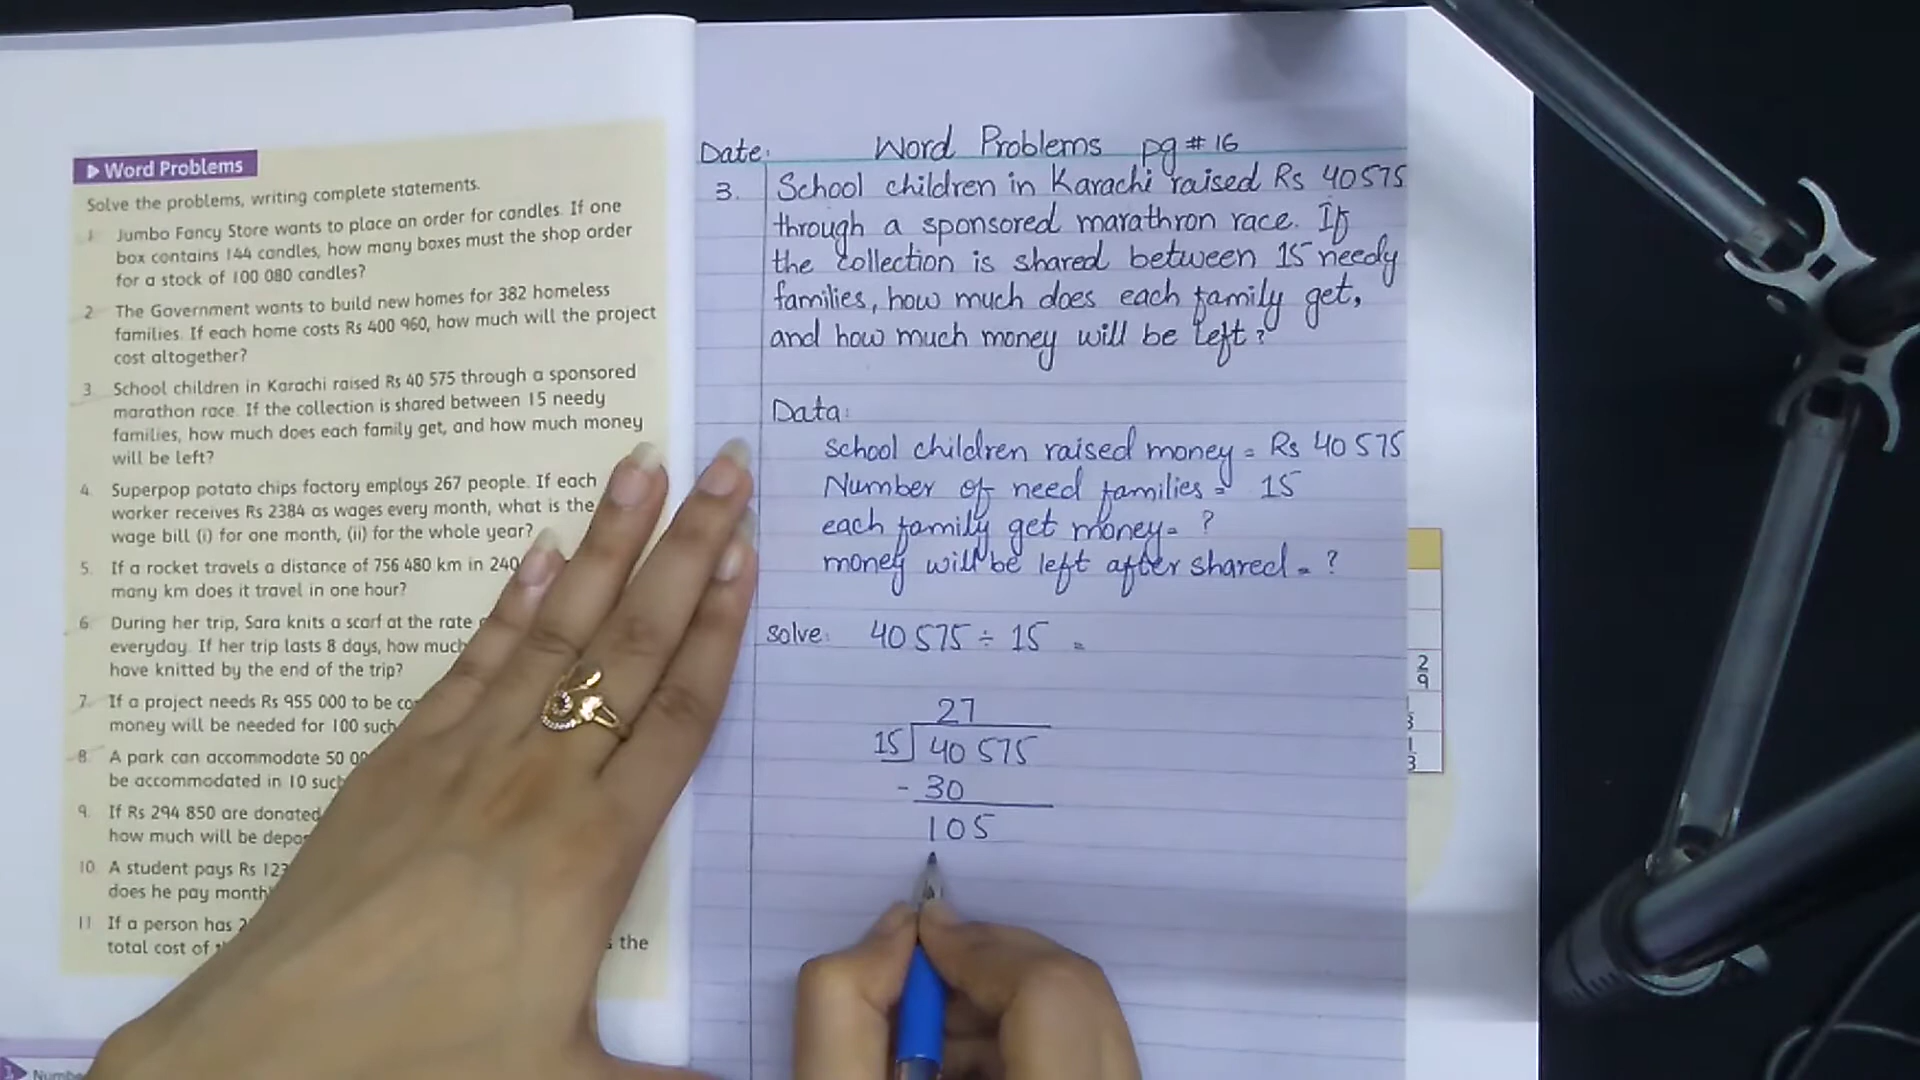 Word Problems
Solve the problems, writing complete statements.
1 Jumbo Fancy Store wants to place an order for candles. If one
box contains 144 candles, how many boxes must the shop order
for a stock of 100 080 candles?
2 The Government wants to build new homes for 382 homeless
families. If each home costs Rs 400 960, how much will the project
cost altogether?
3 School children in Karachi raised Rs 40 575 through a sponsored
marathon race. If the collection is shared between 15 needy
families, how much does each family get, and how much money
will be left?
4. Superpop potato chips factory employs 267 people. If each
worker receives Rs 2384 as wages every month, what is the
wage bill (i) for one month, (ii) for the whole year?
5. If a rocket travels a distance of 756 480 km in 240
many km does it travel in one hour?
6. During her trip, Sara knits a scarf at the rate
everyday. If her trip lasts 8 days, how much
have knitted by the end of the trip?
7. If a project needs Rs 955 000 to be
money will be needed for 100 such
8. A park can accommodate 50
be accommodated in 10 such
9. If Rs 294 850 are donated
how much will be
10. A student pays Rs
does he pay
11 If a person has
total cost of the
1
Date: Word Problems pg # 16
3. School children in Karachi raised Rs 40575
through a sponsored marathron race. If
the collection is shared between 15 needy
families, how much does each family get,
and how much money will be left?
Data:
School children raised money = Rs 40 575
Number of need families = 15
each family get money = ?
money will be left after shared = ?
Solve: 40 575 ÷ 15 =
27
15 40 575
- 30
105
2
9
1
3